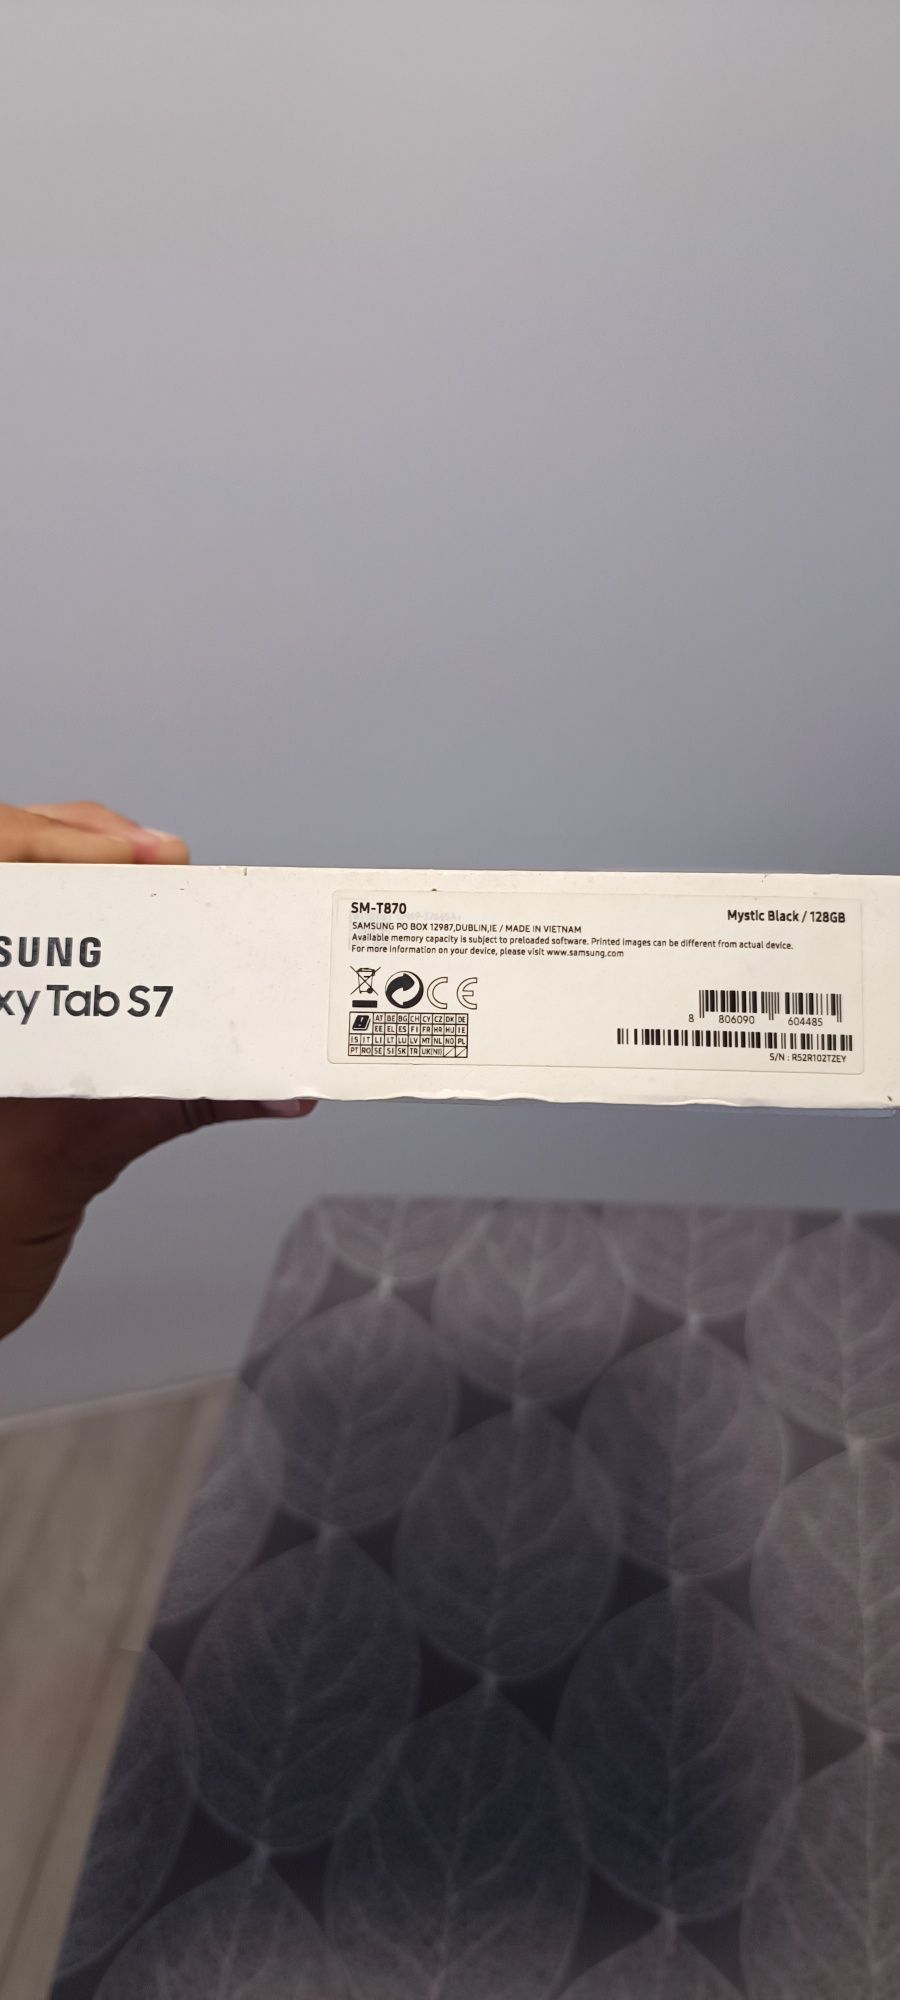 SUNG
xy Tab S7
SM-T870
Mystic Black / 128GB
SAMSUNG PO BOX 12987,DUBLIN,IE / MADE IN VIETNAM
Available memory capacity is subject to preloaded software. Printed images can be different from actual device.
For more information on your device, please visit www.samsung.com
CE
AT BE BG CH CY CZ DK DE
EE EL ES FI FR HR HU IE
IS IT LI LT LU LV MT NL NO PL
PT RO SE SI SK TR UK(NI)
8 806090 604485
S/N : R52R102TZEY